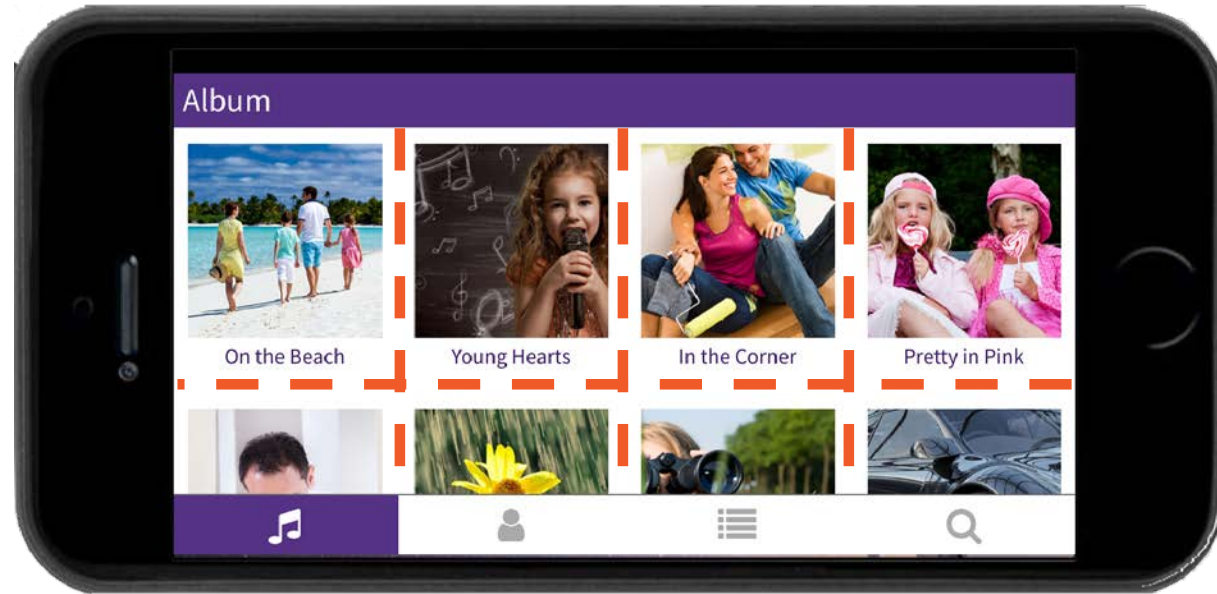 Album
On the Beach
Young Hearts
In the Corner
Pretty in Pink